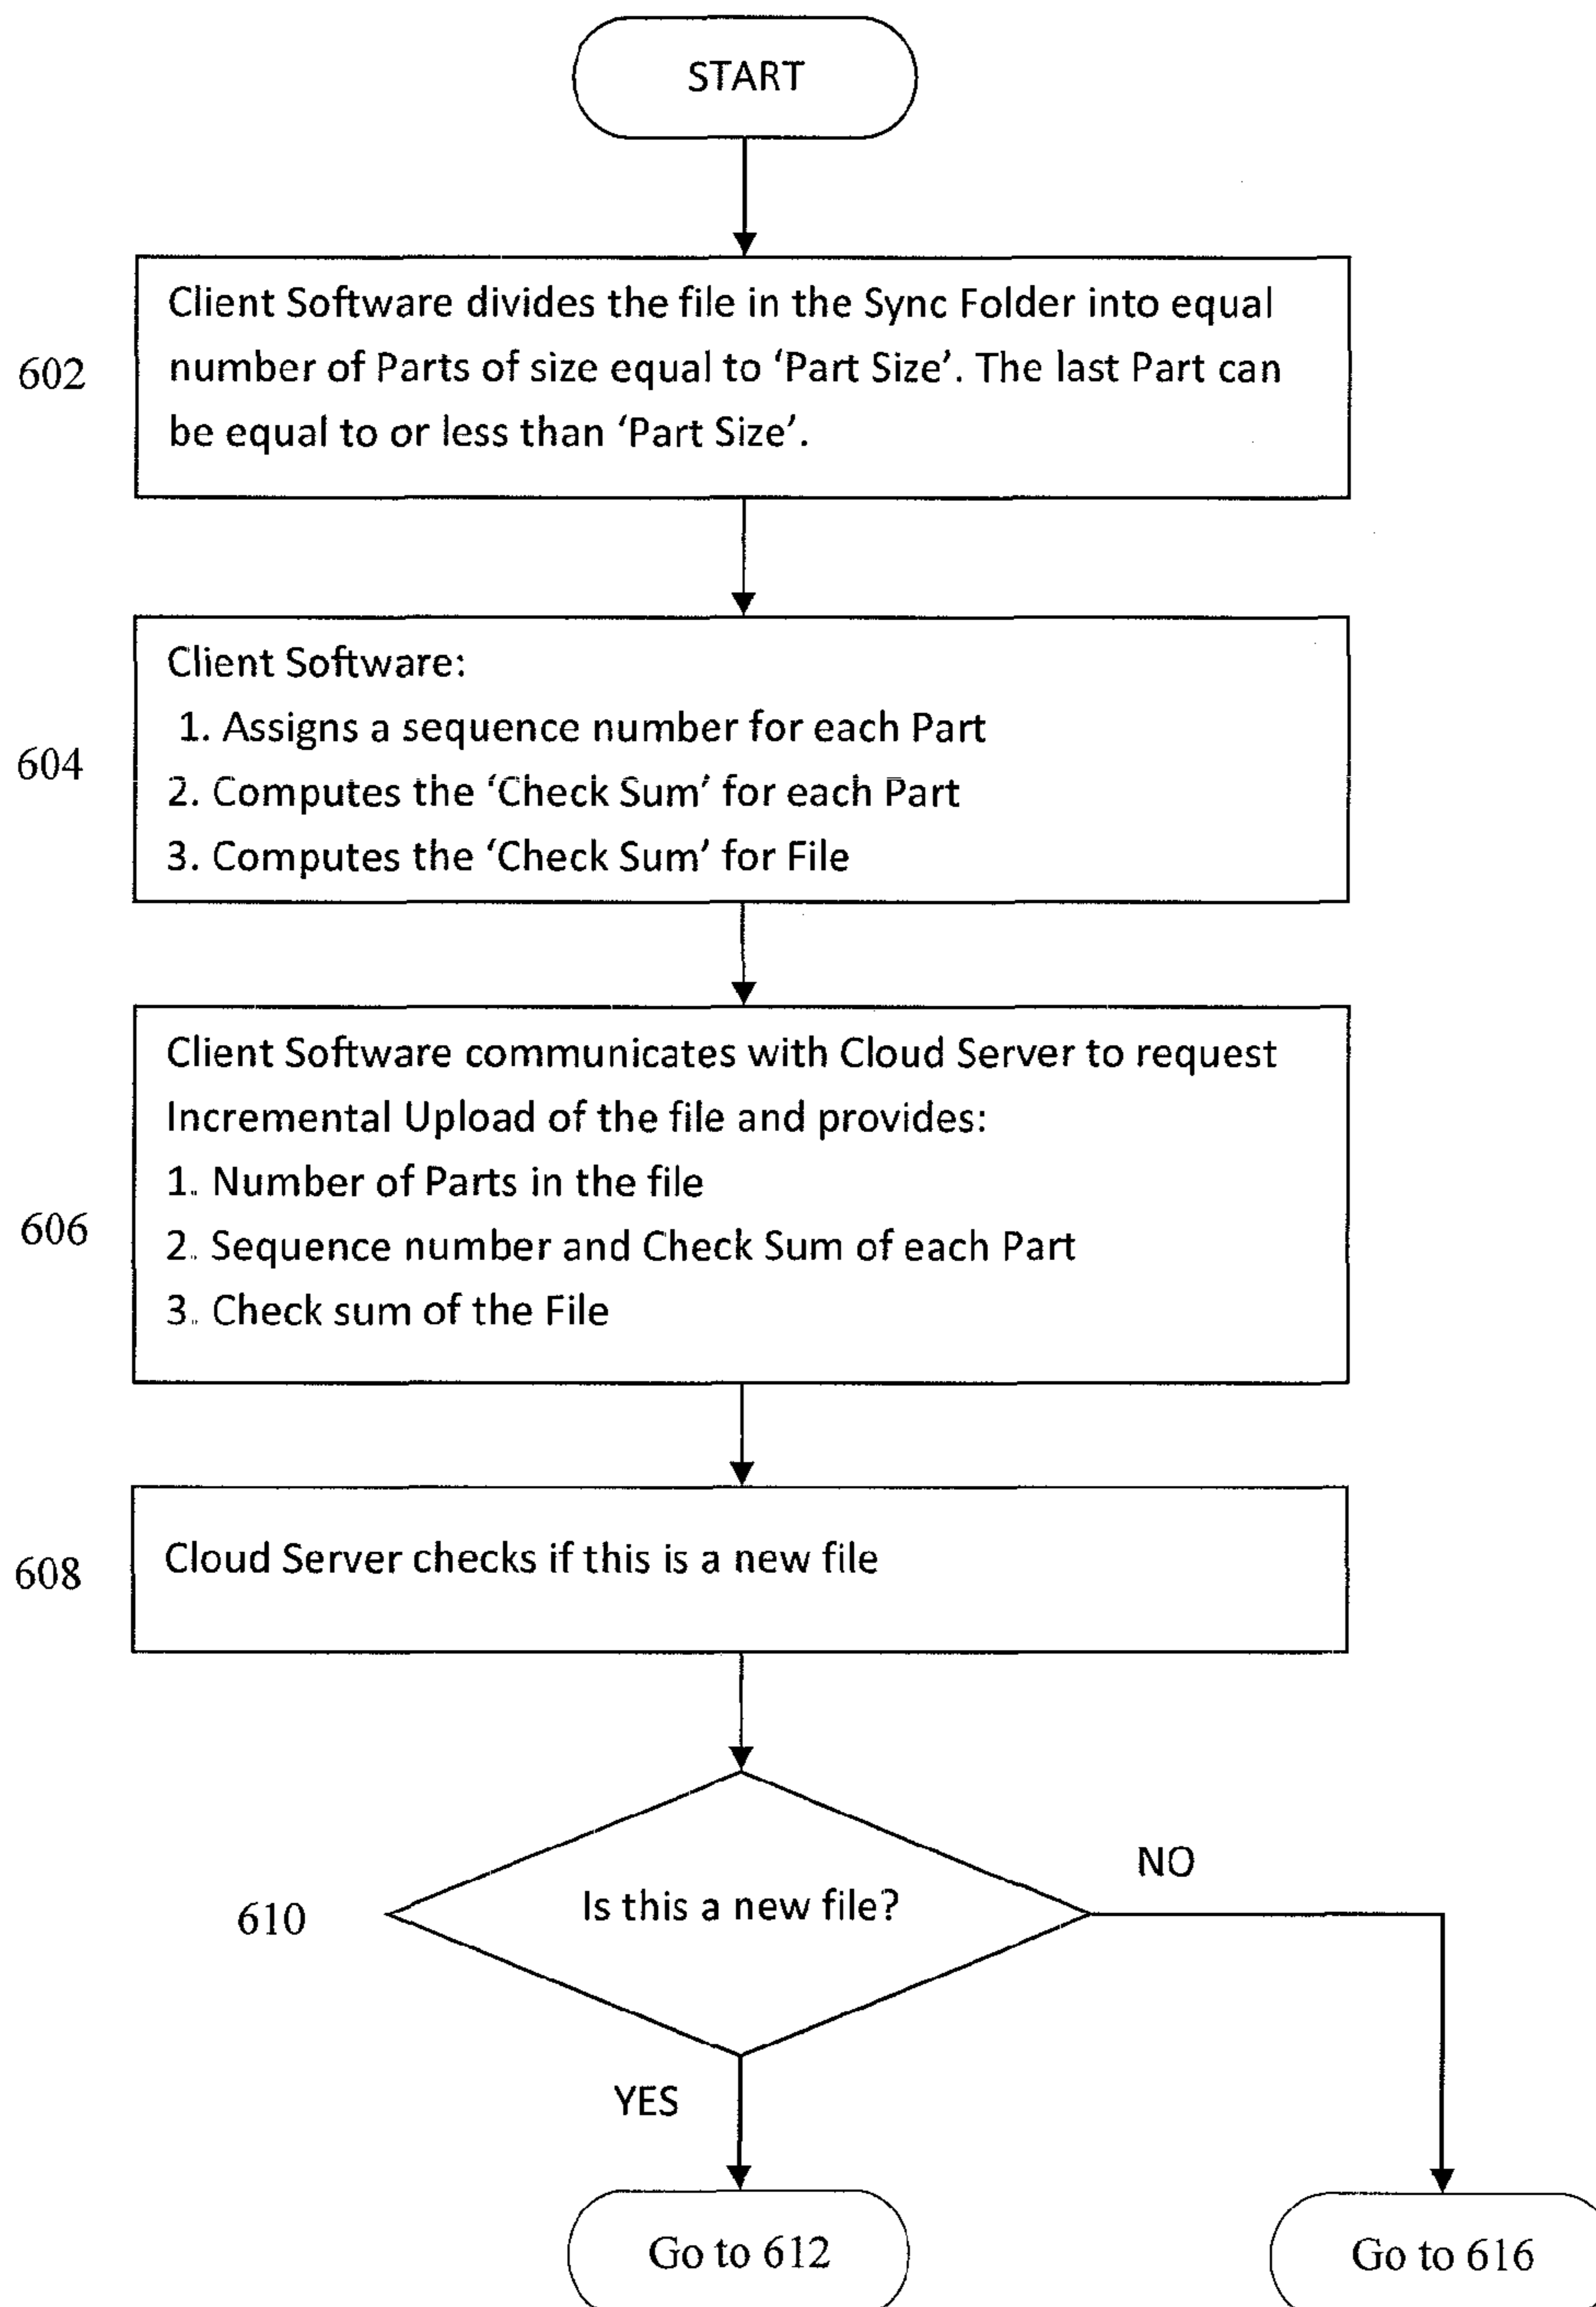 START
Client Software divides the file in the Sync Folder into equal
number of Parts of size equal to ‘Part Size’. The last Part can
be equal to or less than ‘Part Size’.
602
Client Software:
1. Assigns a sequence number for each Part
2. Computes the ‘Check Sum’ for each Part
3. Computes the ‘Check Sum’ for File
604
Client Software communicates with Cloud Server to request
Incremental Upload of the file and provides:
1. Number of Parts in the file
2. Sequence number and Check Sum of each Part
3. Check sum of the File
606
Cloud Server checks if this is a new file
608
NO
Is this a new file?
610
YES
Go to 612
Go to 616